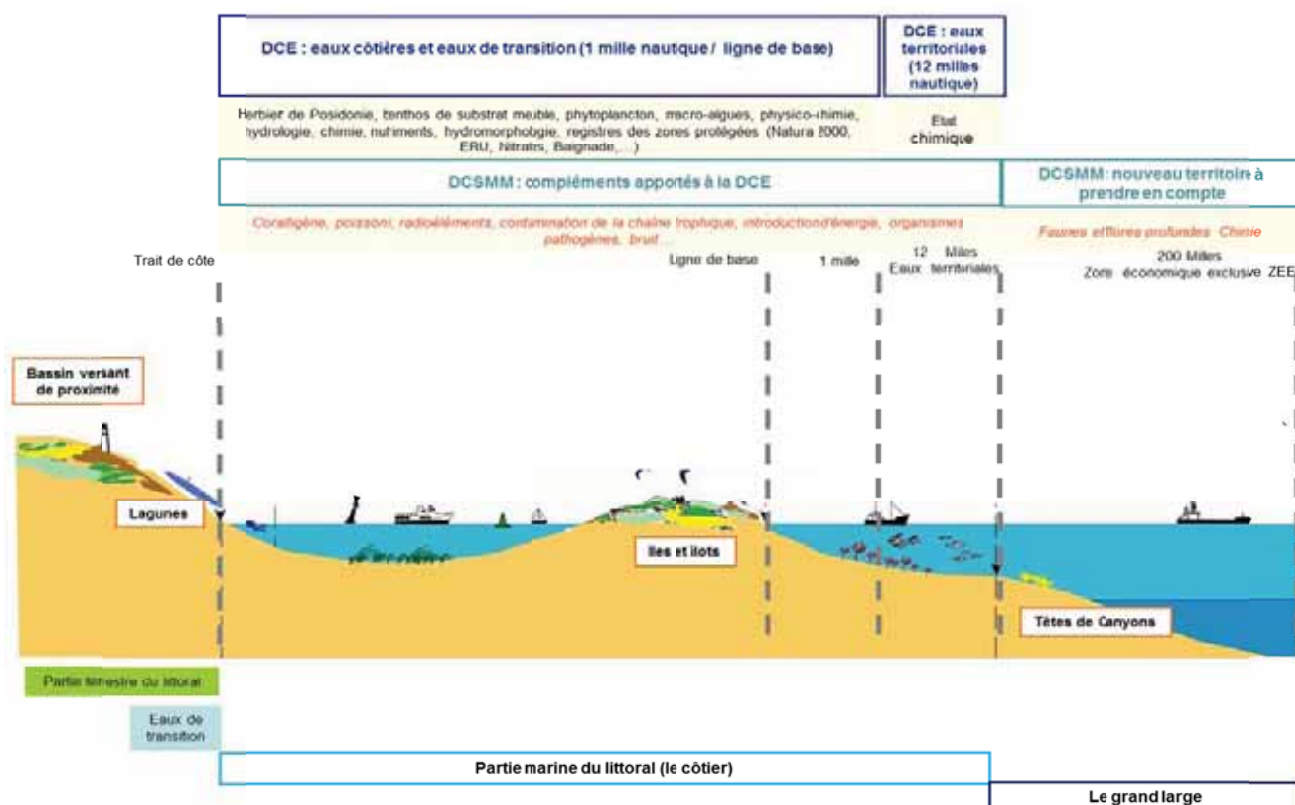 DCE : eaux côtières et eaux de transition (1 mille nautque / ligne de base)
DCE : eaux
territoriales
(12 milles
nautique)
Herbier de Posidonie, benthos de substrat meuble, phytoplancton, macro-algues, physico-chimie,
hydrologie, chimie, nutriments, hydromorphologie, registres des zones protégées (Natura 2000,
ERU, Nitrates, Baignade,…)
Etat
chimique
DCSMM : compléments apportés à la DCE
DCSMM: nouveau territoire à
prendre en compte
Coralligène, poissons, radioéléments, contamination de la chaîne trophique, introduction d'énergie, organismes
pathogènes, bruit…
Faunes et flores profondes Chimie
Trait de côte
Ligne de base
1 mille
12 Miles
Eaux territoriales
200 Milles
Zone économique exclusive ZEE
Bassin versant
de proximité
Lagunes
Iles et ilots
Têtes de Canyons
Partie terrestre du littoral
Eaux de
transition
Partie marine du littoral (le côtier)
Le grand large